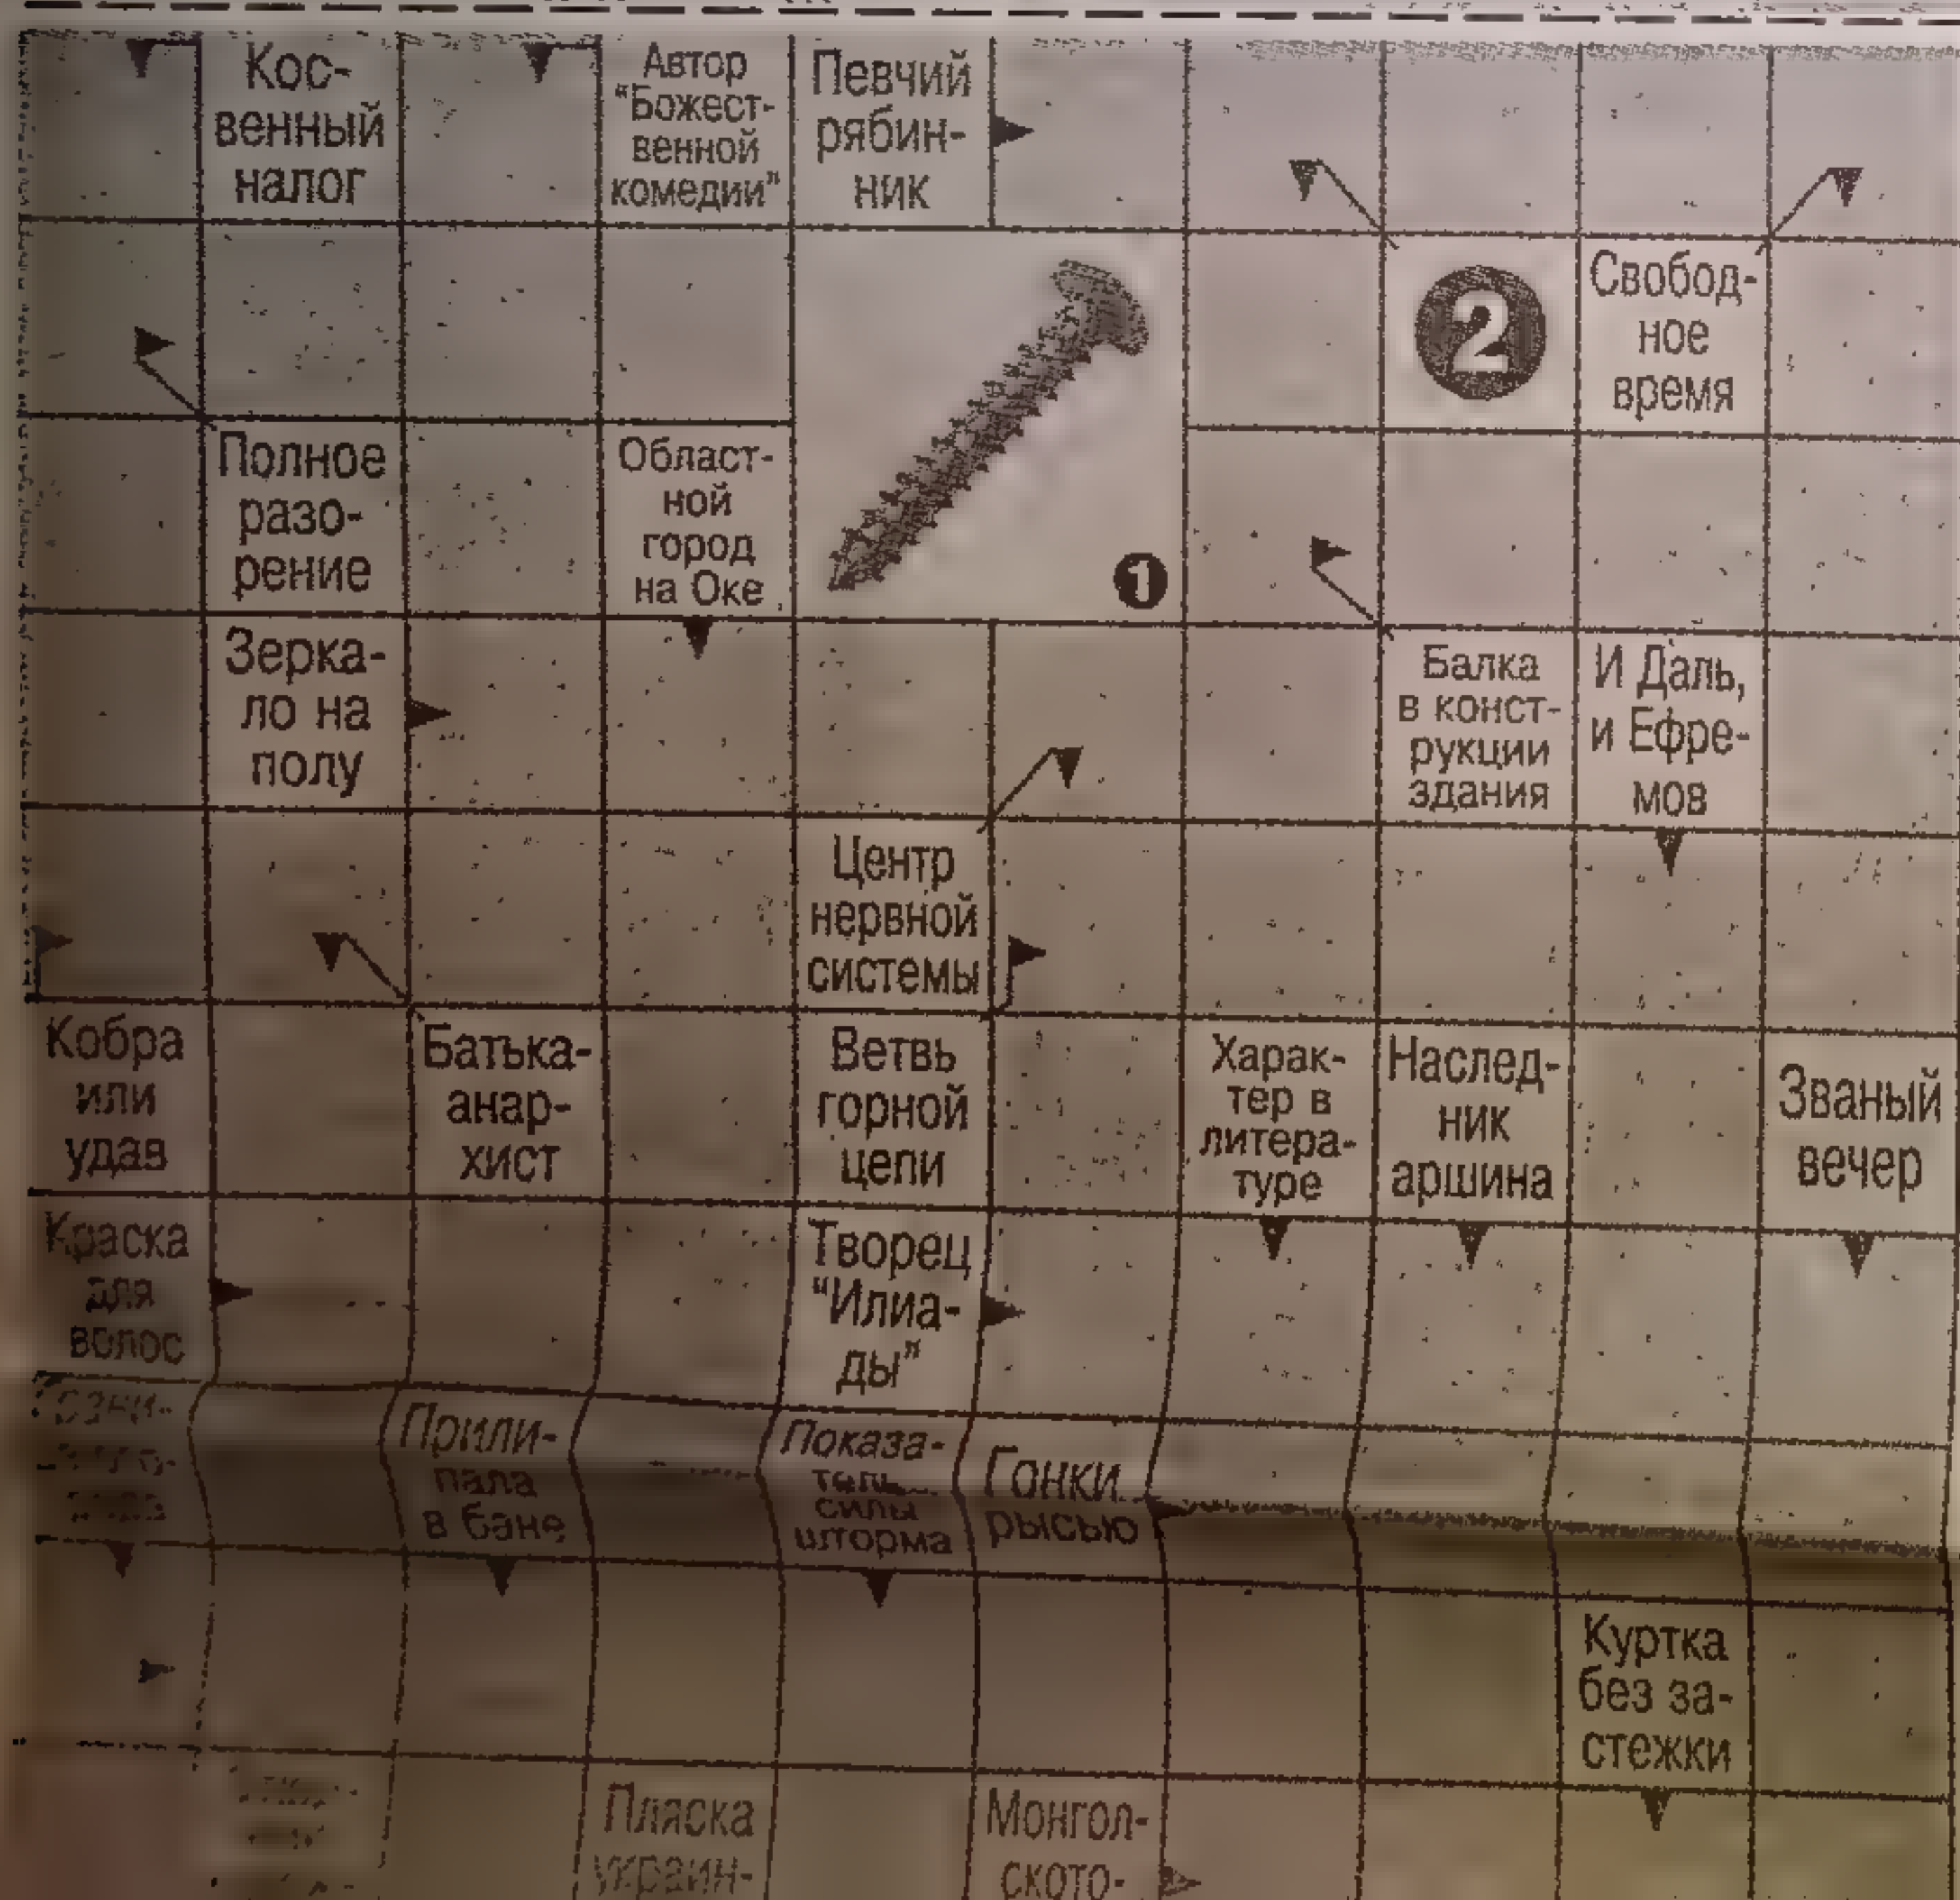 Кос-
венный
налог
Автор
"Божест-
венной
комедии"
Певчий
рябин-
ник
2
Свобод-
ное
время
Полное
разо-
рение
Област-
ной
город
на Оке
1
Зерка-
ло на
полу
Балка
в конст-
рукции
здания
И Даль,
и Ефре-
мов
Центр
нервной
системы
Кобра
или
удав
Батька-
анар-
хист
Ветвь
горной
цепи
Харак-
тер в
литера-
туре
Наслед-
ник
аршина
Званый
вечер
Краска
для
волос
Творец
"Илиа-
ды"
Прили-
пала
в бане
Показа-
тель
силы
шторма
Гонки
рысью
Куртка
без за-
стежки
Пляска
украин-
Монгол-
ското-